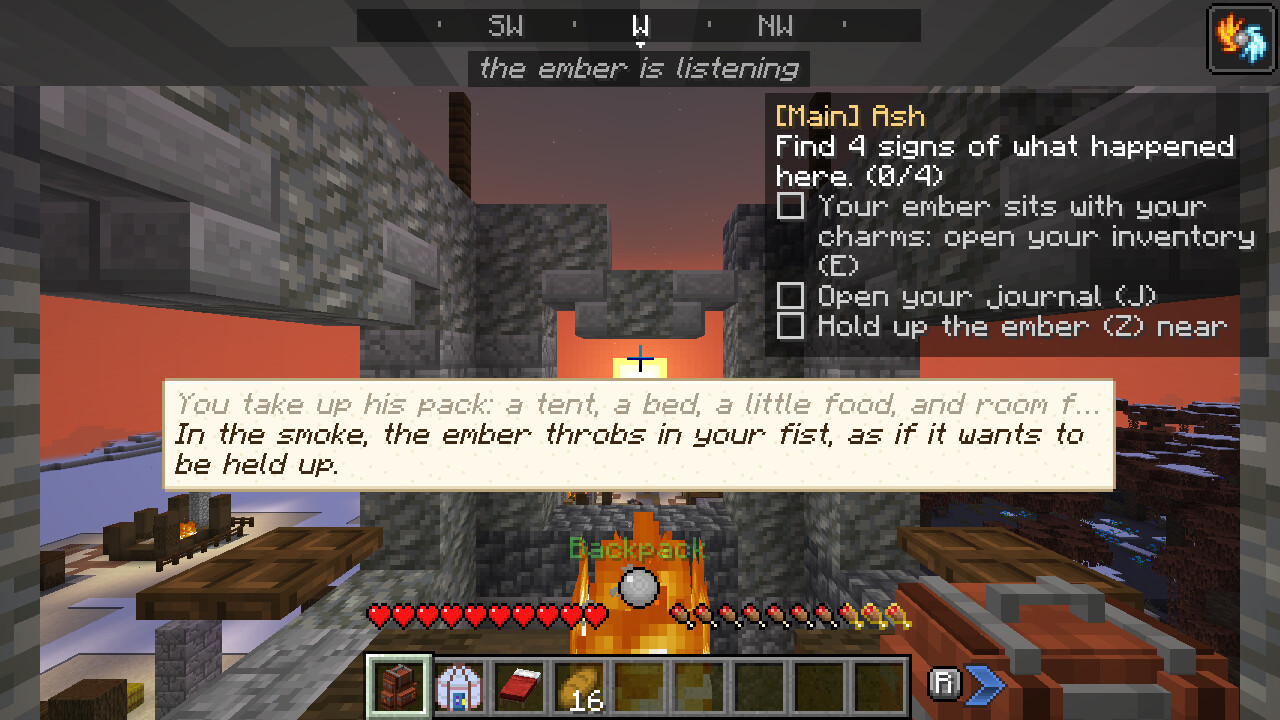 SW W NW
the ember is listening
[Main] Ash
Find 4 signs of what happened
here. (0/4)
Your ember sits with your
charms: open your inventory
(E)
Open your journal (J)
Hold up the ember (Z) near
You take up his pack: a tent, a bed, a little food, and room f...
In the smoke, the ember throbs in your fist, as if it wants to
be held up.
Backpack
16
R